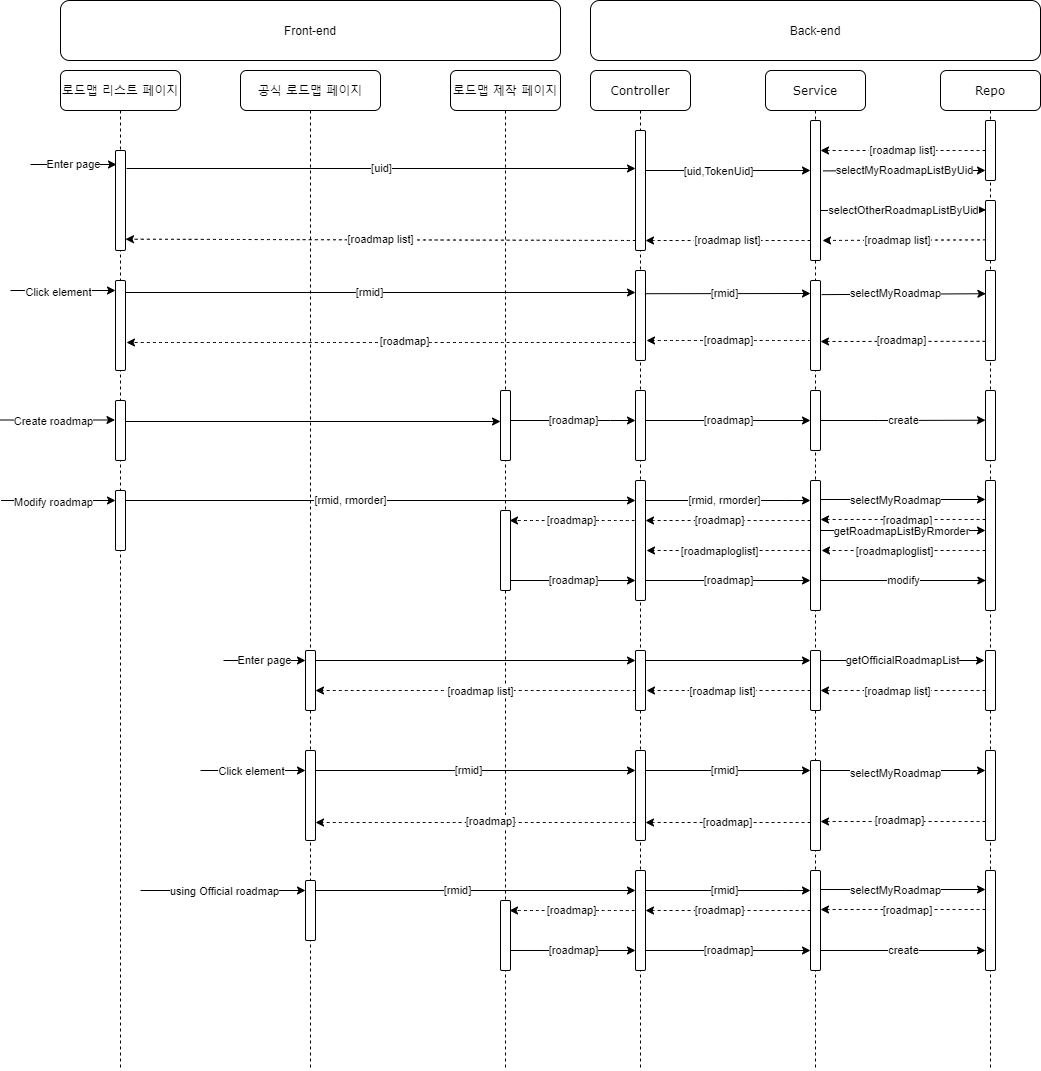 Front-end
Back-end
로드맵 리스트 페이지
공식 로드맵 페이지
로드맵 제작 페이지
Controller
Service
Repo
[roadmap list]
Enter page
[uid]
[uid,TokenUid]
selectMyRoadmapListByUid
selectOtherRoadmapListByUid
[roadmap list]
[roadmap list]
[roadmap list]
Click element
[rmid]
[rmid]
selectMyRoadmap
[roadmap]
[roadmap]
[roadmap]
Create roadmap
[roadmap]
[roadmap]
create
Modify roadmap
[rmid, rmorder]
[rmid, rmorder]
selectMyRoadmap
[roadmap]
[roadmap]
[roadmap]
getRoadmapListByRmorder
[roadmaploglist]
[roadmaploglist]
[roadmap]
[roadmap]
modify
Enter page
getOfficialRoadmapList
[roadmap list]
[roadmap list]
[roadmap list]
Click element
[rmid]
[rmid]
selectMyRoadmap
[roadmap]
[roadmap]
[roadmap]
using Official roadmap
[rmid]
[rmid]
selectMyRoadmap
[roadmap]
[roadmap]
[roadmap]
[roadmap]
[roadmap]
create